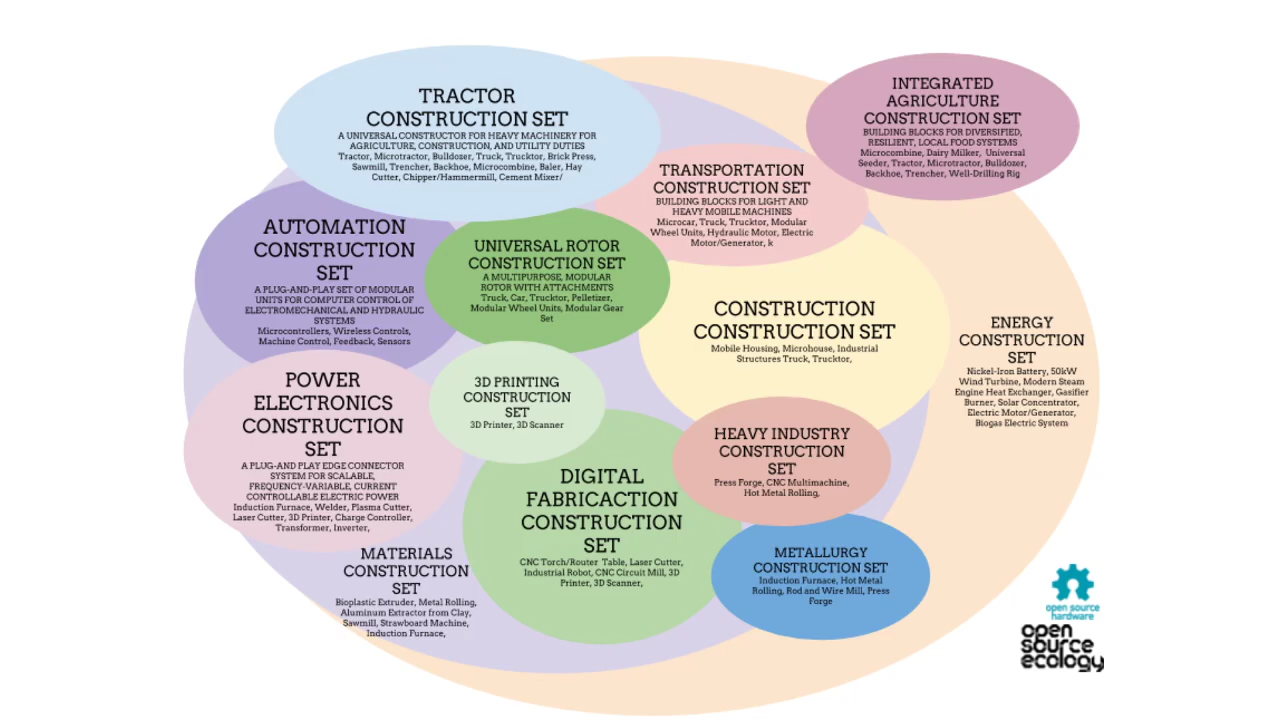 TRACTOR
CONSTRUCTION SET
A UNIVERSAL CONSTRUCTOR FOR HEAVY MACHINERY FOR
AGRICULTURE, CONSTRUCTION, AND UTILITY DUTIES
Tractor, Microtractor, Bulldozer, Truck, Trucktor, Brick Press,
Sawmill, Trencher, Backhoe, Microcombine, Baler, Hay
Cutter, Chipper/Hammermill, Cement Mixer/
INTEGRATED
AGRICULTURE
CONSTRUCTION SET
BUILDING BLOCKS FOR DIVERSIFIED,
RESILIENT, LOCAL FOOD SYSTEMS
Microcombine, Dairy Milker, Universal
Seeder, Tractor, Microtractor, Bulldozer,
Backhoe, Trencher, Well-Drilling Rig
TRANSPORTATION
CONSTRUCTION SET
BUILDING BLOCKS FOR LIGHT AND
HEAVY MOBILE MACHINES
Microcar, Truck, Trucktor, Modular
Wheel Units, Hydraulic Motor, Electric
Motor/Generator, k
AUTOMATION
CONSTRUCTION
SET
A PLUG-AND-PLAY SET OF MODULAR
UNITS FOR COMPUTER CONTROL OF
ELECTROMECHANICAL AND HYDRAULIC
SYSTEMS
Microcontrollers, Wireless Controls,
Machine Control, Feedback, Sensors
UNIVERSAL ROTOR
CONSTRUCTION SET
A MULTIPURPOSE, MODULAR
ROTOR WITH ATTACHMENTS
Truck, Car, Trucktor, Pelletizer,
Modular Wheel Units, Modular Gear
Set
CONSTRUCTION
CONSTRUCTION SET
Mobile Housing, Microhouse, Industrial
Structures Truck, Trucktor,
ENERGY
CONSTRUCTION
SET
Nickel-Iron Battery, 50kW
Wind Turbine, Modern Steam
Engine Heat Exchanger, Gasifier
Burner, Solar Concentrator,
Electric Motor/Generator,
Biogas Electric System
POWER
ELECTRONICS
CONSTRUCTION
SET
A PLUG-AND PLAY EDGE CONNECTOR
SYSTEM FOR SCALABLE,
FREQUENCY-VARIABLE, CURRENT
CONTROLLABLE ELECTRIC POWER
Induction Furnace, Welder, Plasma Cutter,
Laser Cutter, 3D Printer, Charge Controller,
Transformer, Inverter,
3D PRINTING
CONSTRUCTION
SET
3D Printer, 3D Scanner
HEAVY INDUSTRY
CONSTRUCTION
SET
Press Forge, CNC Multimachine,
Hot Metal Rolling,
DIGITAL
FABRICACTION
CONSTRUCTION
SET
CNC Torch/Router Table, Laser Cutter,
Industrial Robot, CNC Circuit Mill, 3D
Printer, 3D Scanner,
METALLURGY
CONSTRUCTION SET
Induction Furnace, Hot Metal
Rolling, Rod and Wire Mill, Press
Forge
MATERIALS
CONSTRUCTION
SET
Bioplastic Extruder, Metal Rolling,
Aluminum Extractor from Clay,
Sawmill, Strawboard Machine,
Induction Furnace,
open source
hardware
open
source
ecology